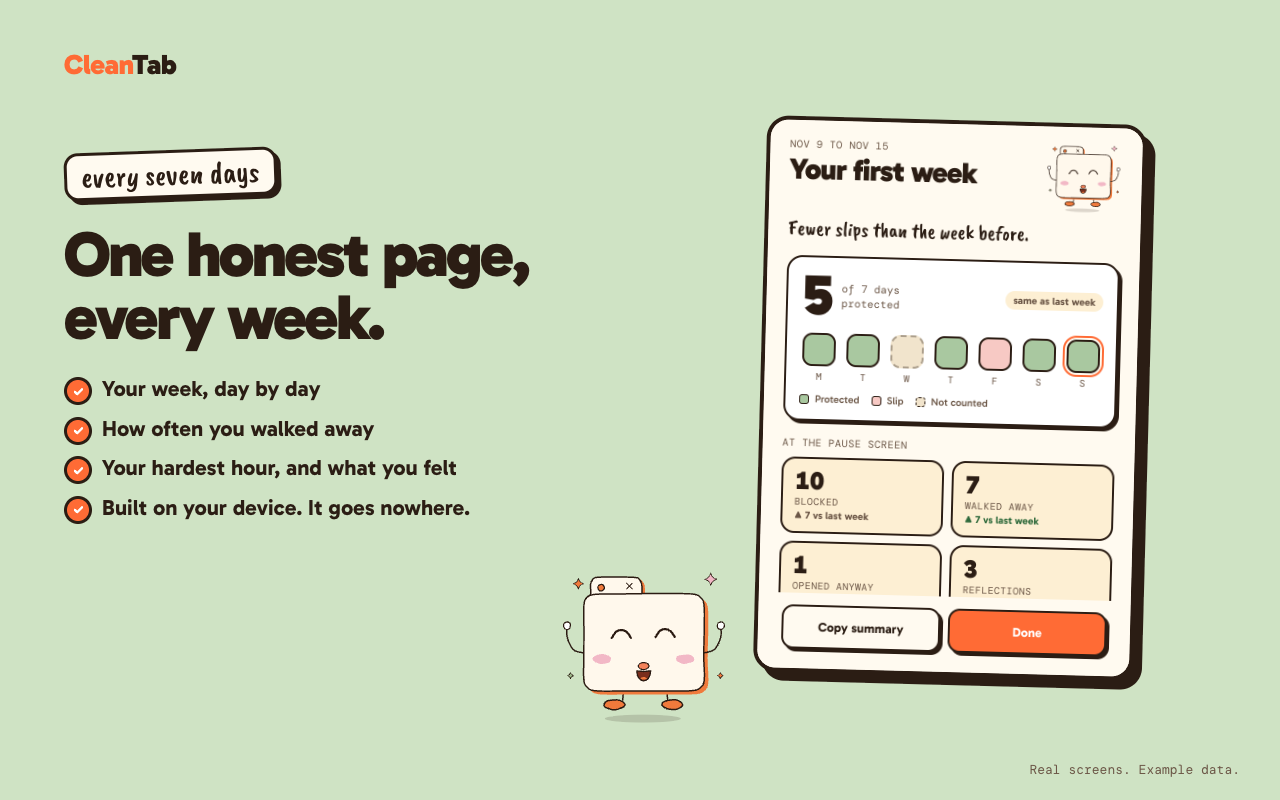 CleanTab
every seven days
One honest page,
every week.
Your week, day by day
How often you walked away
Your hardest hour, and what you felt
Built on your device. It goes nowhere.
NOV 9 TO NOV 15
Your first week
Fewer slips than the week before.
5 of 7 days
protected
same as last week
M T W T F S S
Protected Slip Not counted
AT THE PAUSE SCREEN
10
BLOCKED
▲ 7 vs last week
7
WALKED AWAY
▲ 7 vs last week
1
OPENED ANYWAY
3
REFLECTIONS
Copy summary
Done
Real screens. Example data.